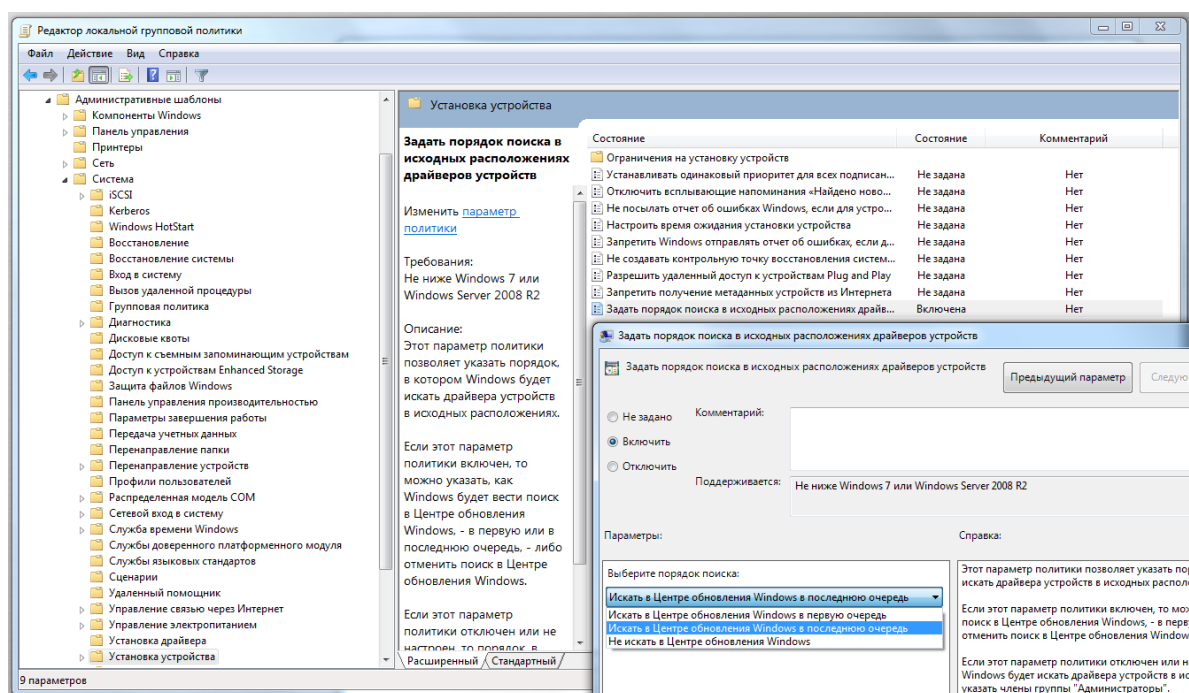 Редактор локальной групповой политики
Файл Действие Вид Справка
Административные шаблоны
Компоненты Windows
Панель управления
Принтеры
Сеть
Система
iSCSI
Kerberos
Windows HotStart
Восстановление
Восстановление системы
Вход в систему
Вызов удаленной процедуры
Групповая политика
Диагностика
Дисковые квоты
Доступ к съемным запоминающим устройствам
Доступ к устройствам Enhanced Storage
Защита файлов Windows
Панель управления производительностью
Параметры завершения работы
Передача учетных данных
Перенаправление папки
Перенаправление устройств
Профили пользователей
Распределенная модель COM
Сетевой вход в систему
Служба времени Windows
Службы доверенного платформенного модуля
Службы языковых стандартов
Сценарии
Удаленный помощник
Управление связью через Интернет
Управление электропитанием
Установка драйвера
Установка устройства
9 параметров
Установка устройства
Задать порядок поиска в
исходных расположениях
драйверов устройств
Изменить параметр
политики
Требования:
Не ниже Windows 7 или
Windows Server 2008 R2
Описание:
Этот параметр политики
позволяет указать порядок,
в котором Windows будет
искать драйвера устройств
в исходных расположениях.
Если этот параметр
политики включен, то
можно указать, как
Windows будет вести поиск
в Центре обновления
Windows, - в первую или в
последнюю очередь, - либо
отменить поиск в Центре
обновления Windows.
Если этот параметр
политики отключен или не
настроен, то порядок, в
Расширенный Стандартный
Состояние Состояние Комментарий
Ограничения на установку устройств
Устанавливать одинаковый приоритет для всех подписан... Не задана Нет
Отключить всплывающие напоминания «Найдено ново... Не задана Нет
Не посылать отчет об ошибках Windows, если для устро... Не задана Нет
Настроить время ожидания установки устройства Не задана Нет
Запретить Windows отправлять отчет об ошибках, если д... Не задана Нет
Не создавать контрольную точку восстановления систем... Не задана Нет
Разрешить удаленный доступ к устройствам Plug and Play Не задана Нет
Запретить получение метаданных устройств из Интернета Не задана Нет
Задать порядок поиска в исходных расположениях драйв... Включена Нет
Задать порядок поиска в исходных расположениях драйверов устройств
Задать порядок поиска в исходных расположениях драйверов устройств
Предыдущий параметр Следую
Не задано
Включить
Отключить
Комментарий:
Поддерживается: Не ниже Windows 7 или Windows Server 2008 R2
Параметры: Справка:
Выберите порядок поиска:
Искать в Центре обновления Windows в последнюю очередь
Искать в Центре обновления Windows в первую очередь
Искать в Центре обновления Windows в последнюю очередь
Не искать в Центре обновления Windows
Этот параметр политики позволяет указать пор
искать драйвера устройств в исходных распол
Если этот параметр политики включен, то мож
поиск в Центре обновления Windows, - в перв
отменить поиск в Центре обновления Window
Если этот параметр политики отключен или н
Windows будет искать драйвера устройств в ис
указать члены группы "Администраторы".